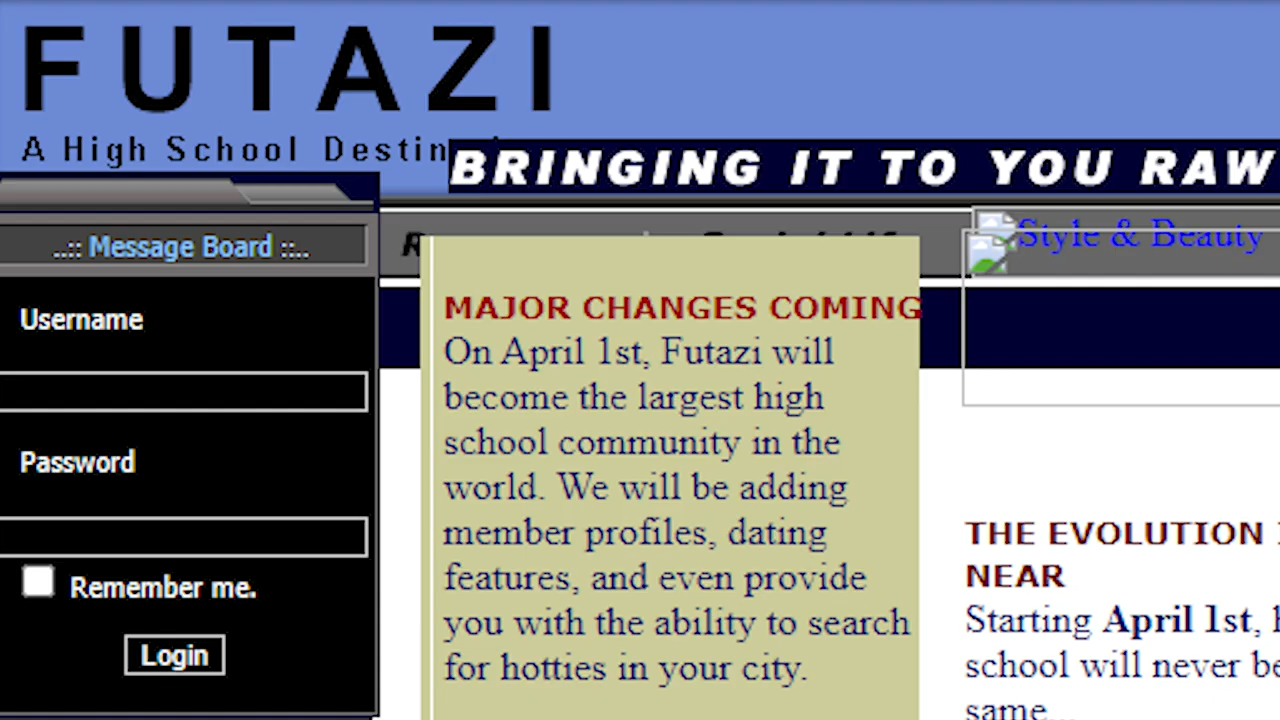 FUTAZI
A High School
BRINGING IT TO YOU RAW
..:: Message Board ::..
Style & Beauty
Username
Password
Remember me.
Login
MAJOR CHANGES COMING
On April 1st, Futazi will
become the largest high
school community in the
world. We will be adding
member profiles, dating
features, and even provide
you with the ability to search
for hotties in your city.
THE EVOLUTION
NEAR
Starting April 1st,
school will never be
same...